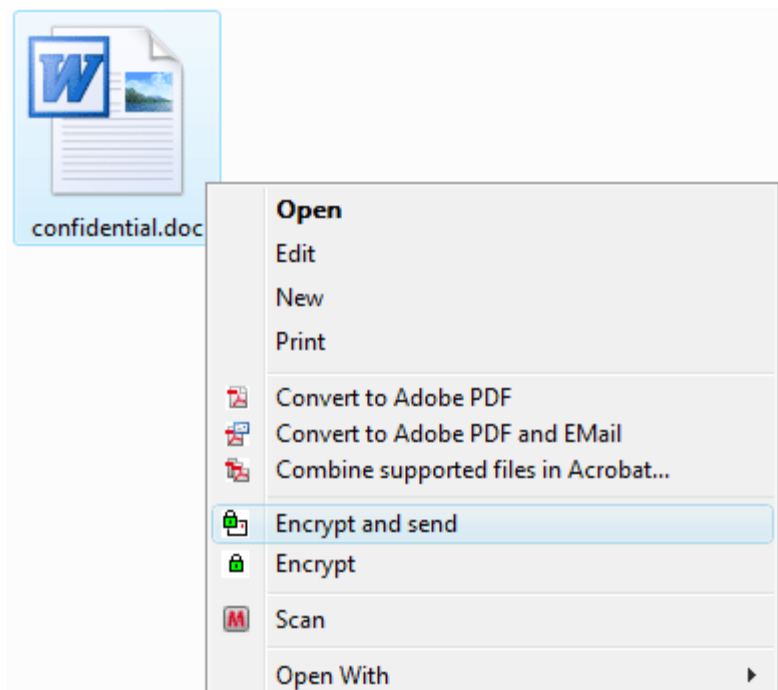 confidential.doc
Open
Edit
New
Print
Convert to Adobe PDF
Convert to Adobe PDF and EMail
Combine supported files in Acrobat...
Encrypt and send
Encrypt
Scan
Open With